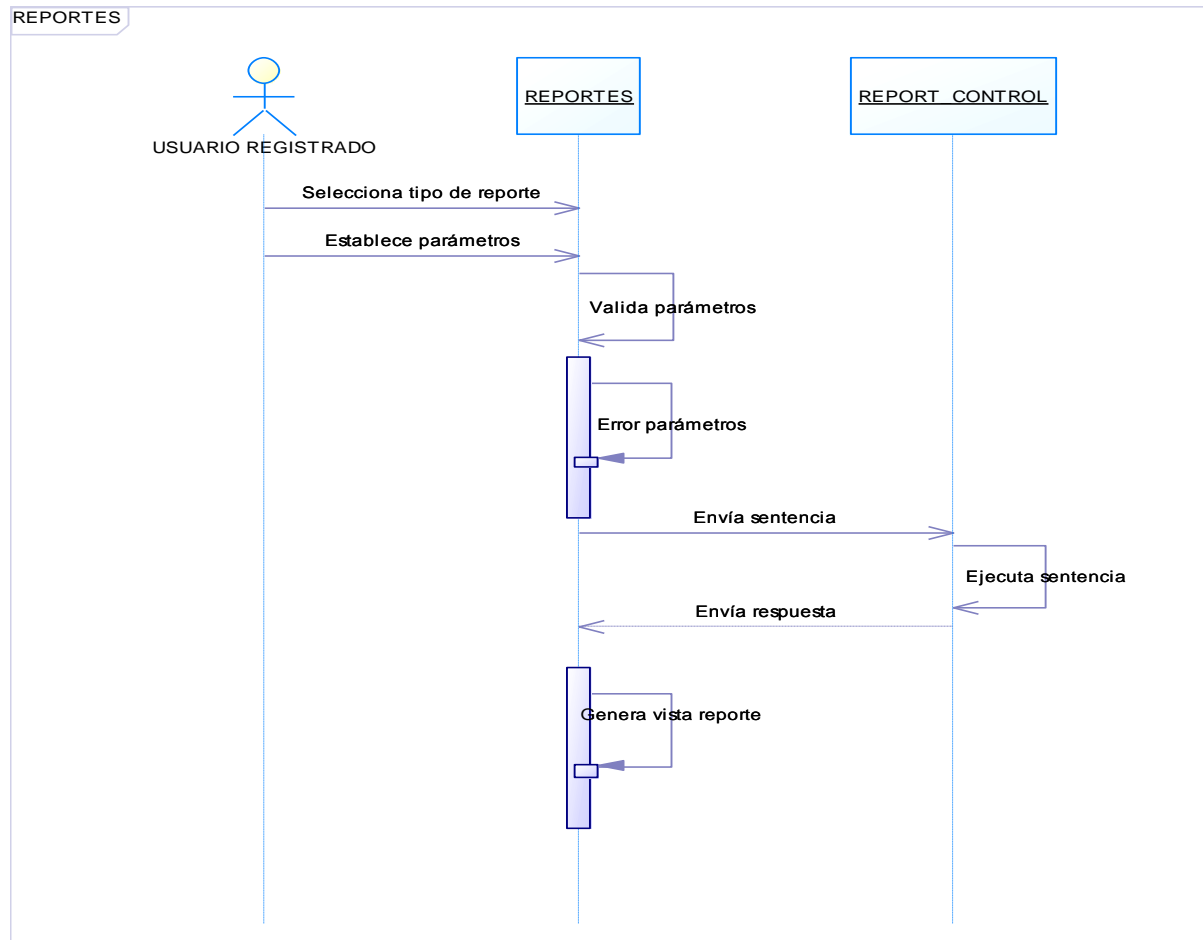 REPORTES
REPORTES
REPORT_CONTROL
USUARIO REGISTRADO
Selecciona tipo de reporte
Establece parámetros
Valida parámetros
Error parámetros
Envía sentencia
Ejecuta sentencia
Envía respuesta
Genera vista reporte